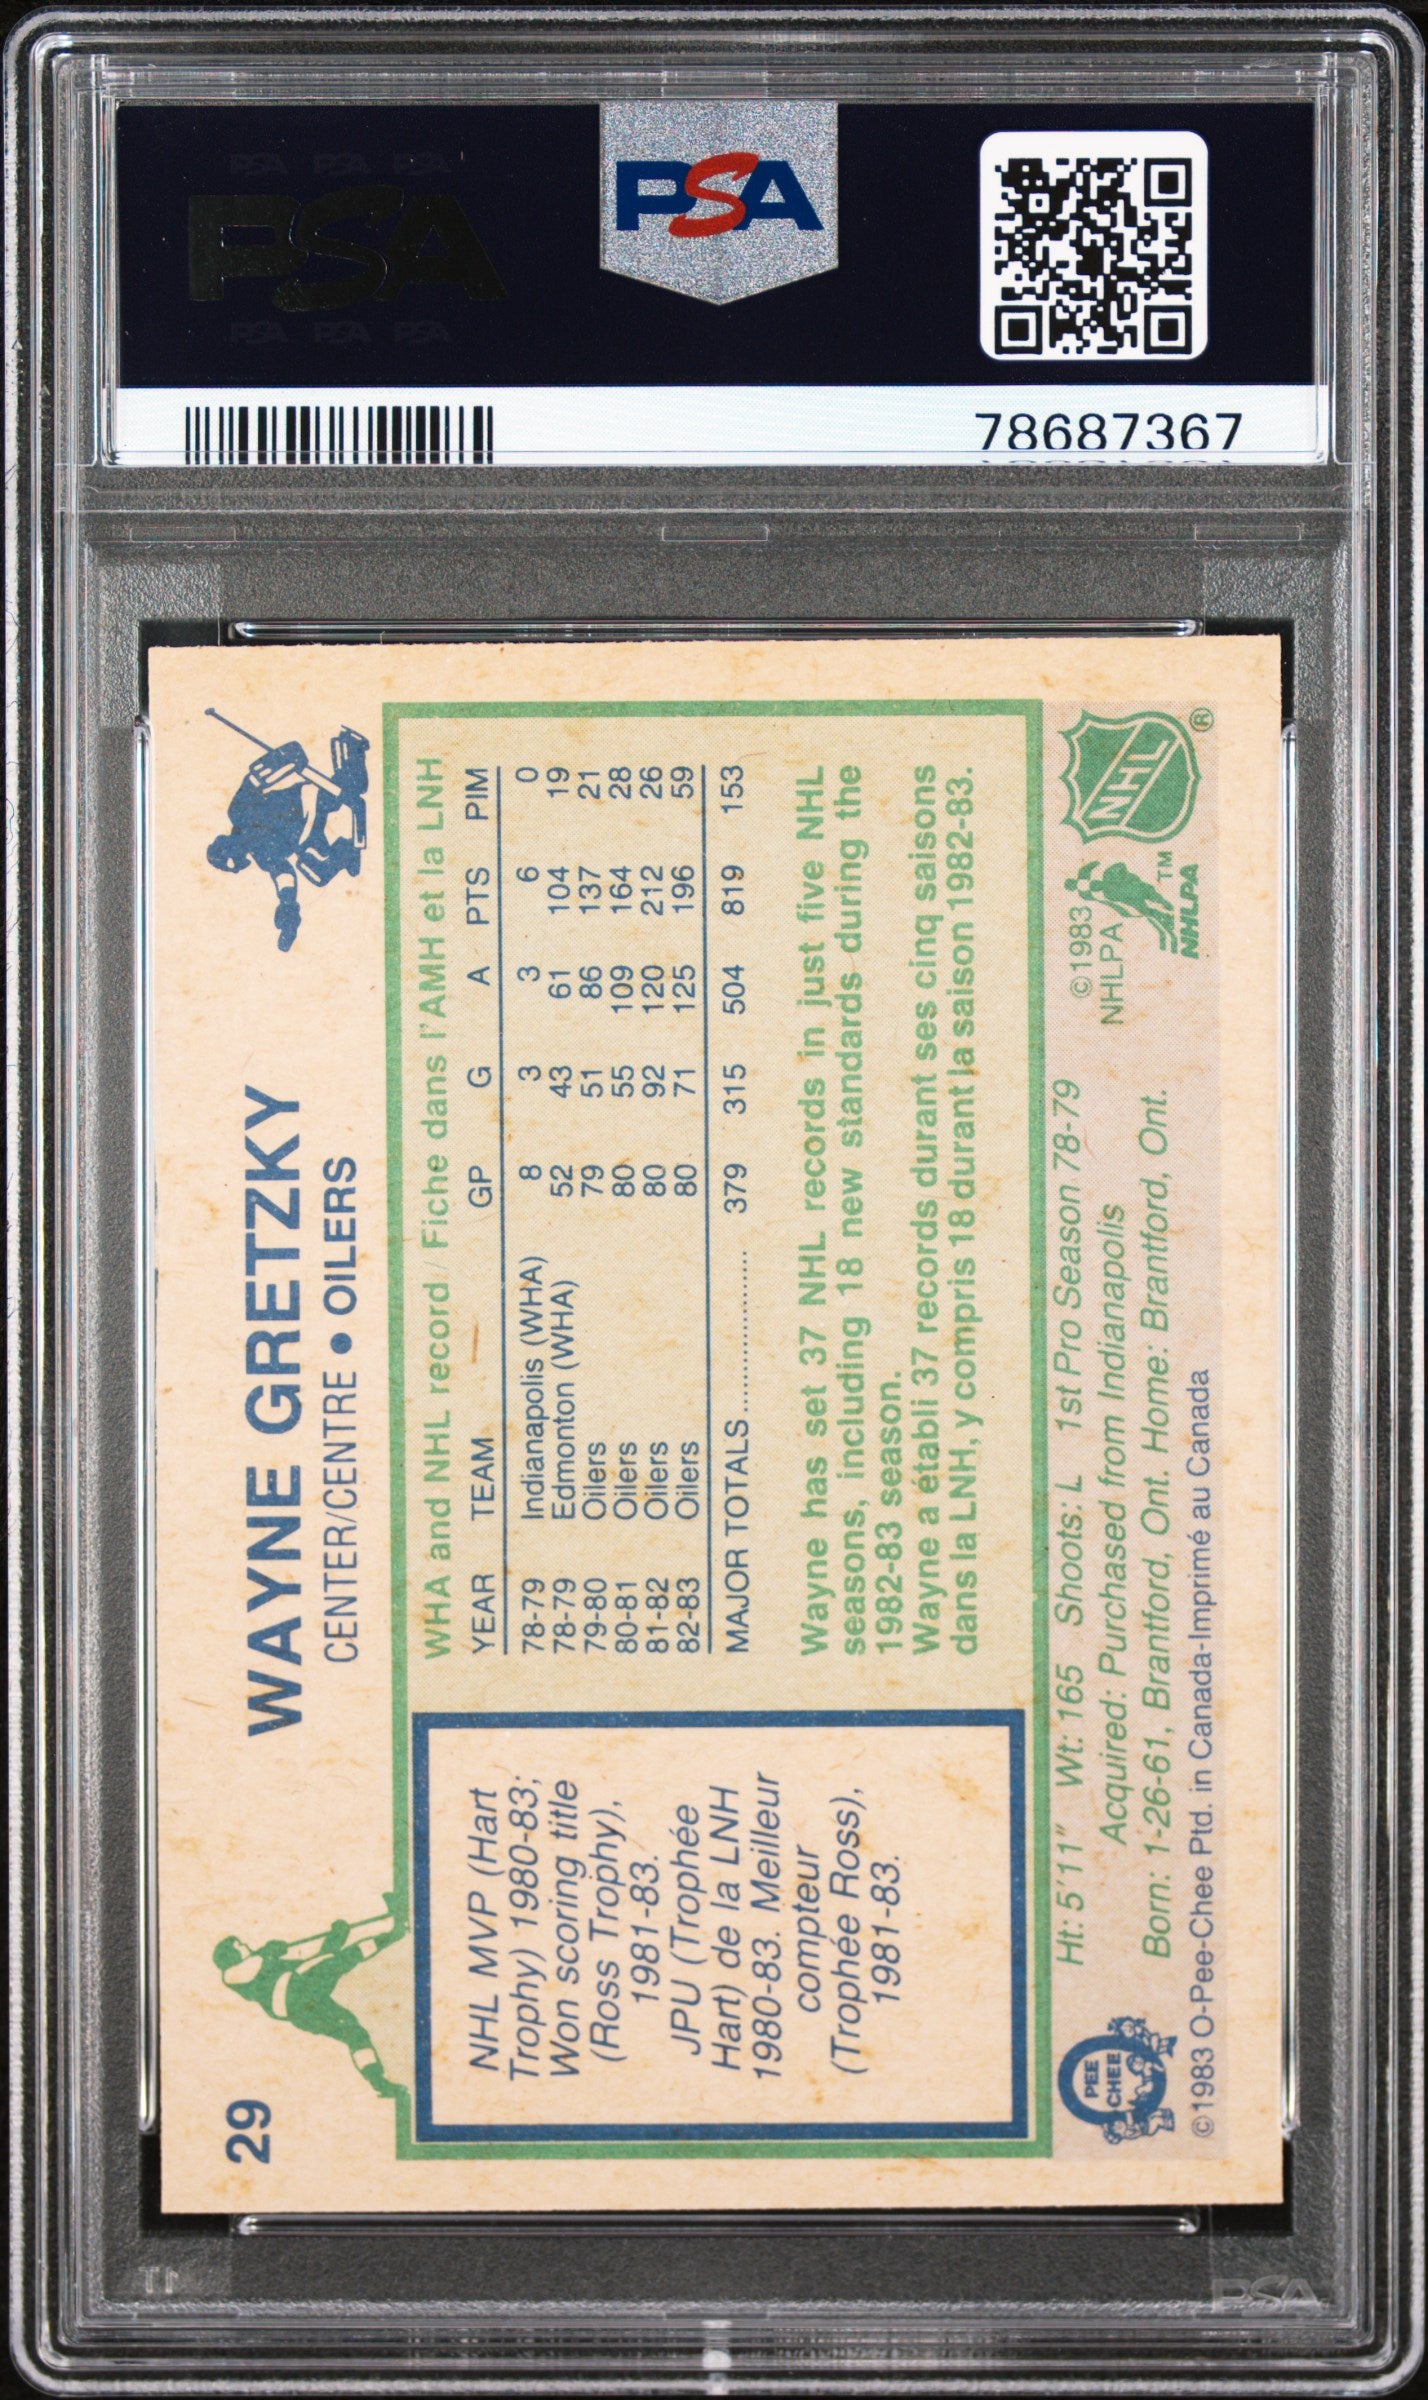 PSA PSA PSA
PSA
PSA PSA PSA
PSA
78687367
29
WAYNE GRETZKY
CENTER/CENTRE • OILERS
WHA and NHL record / Fiche dans l'AMH et la LNH
YEAR TEAM GP G A PTS PIM
78-79 Indianapolis (WHA) 8 3 3 6 0
78-79 Edmonton (WHA) 52 43 61 104 19
79-80 Oilers 79 51 86 137 21
80-81 Oilers 80 55 109 164 28
81-82 Oilers 80 92 120 212 26
82-83 Oilers 80 71 125 196 59
MAJOR TOTALS .................... 379 315 504 819 153
Wayne has set 37 NHL records in just five NHL
seasons, including 18 new standards during the
1982-83 season.
Wayne a établi 37 records durant ses cinq saisons
dans la LNH, y compris 18 durant la saison 1982-83.
NHL MVP (Hart
Trophy) 1980-83;
Won scoring title
(Ross Trophy),
1981-83.
JPU (Trophée
Hart) de la LNH
1980-83. Meilleur
compteur
(Trophée Ross),
1981-83.
Ht: 5'11" Wt: 165 Shoots: L 1st Pro Season 78-79
Acquired: Purchased from Indianapolis
Born: 1-26-61, Brantford, Ont. Home: Brantford, Ont.
©1983 O-Pee-Chee Ptd. in Canada-Imprimé au Canada
O
PEE
CHEE
©1983
NHLPA
NHLPA TM
NHL ®
PSA